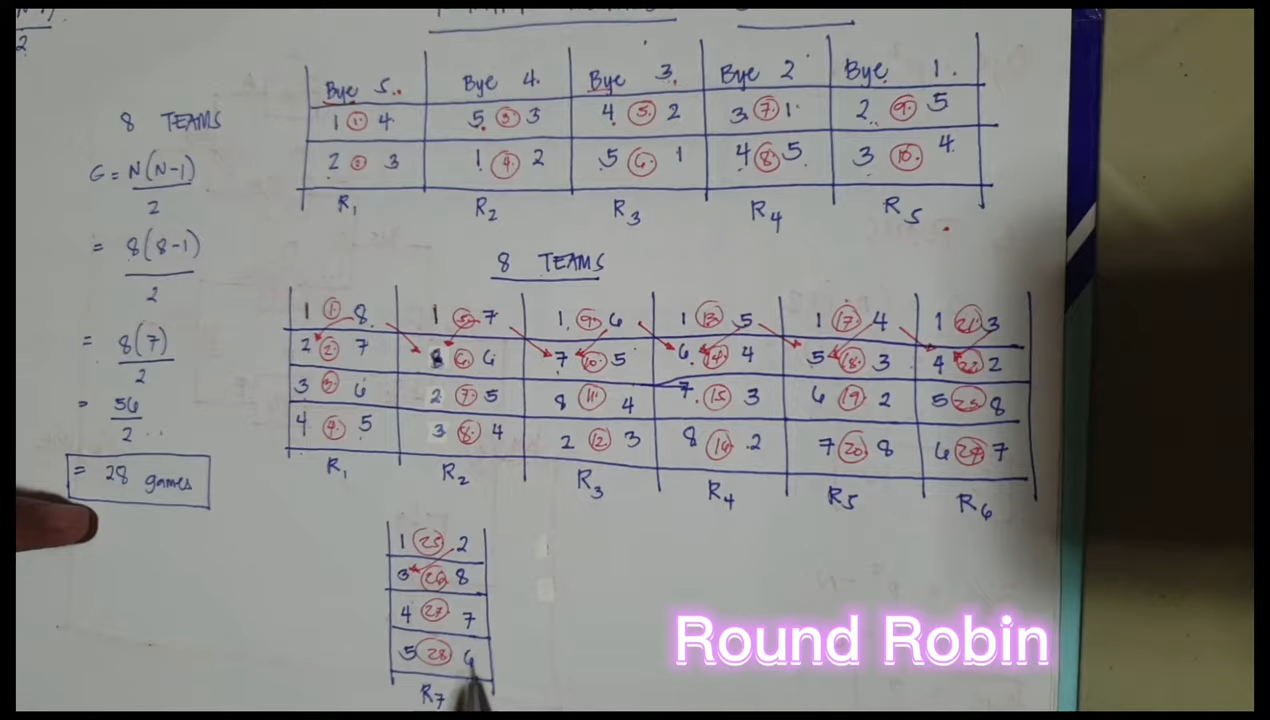 2
Bye 5.. Bye 4. Bye 3. Bye 2 Bye 1.
1 (1) 4 5 (3) 3 4 (5) 2 3 (7) 1 2 (9) 5
2 (2) 3 1 (4) 2 5 (6) 1 4 (8) 5 3 (10) 4
R1 R2 R3 R4 R5
8 TEAMS
G = N(N-1)
2
= 8(8-1)
2
= 8(7)
2
= 56
2
= 28 games
8 TEAMS
1 (1) 8 1 (5) 7 1 (9) 6 1 (13) 5 1 (17) 4 1 (21) 3
2 (2) 7 8 (6) 6 7 (10) 5 6 (14) 4 5 (18) 3 4 (22) 2
3 (3) 6 2 (7) 5 8 (11) 4 7 (15) 3 6 (19) 2 5 (23) 8
4 (4) 5 3 (8) 4 2 (12) 3 8 (16) 2 7 (20) 8 6 (24) 7
R1 R2 R3 R4 R5 R6
1 (25) 2
3 (26) 8
4 (27) 7
5 (28) 6
R7
Round Robin